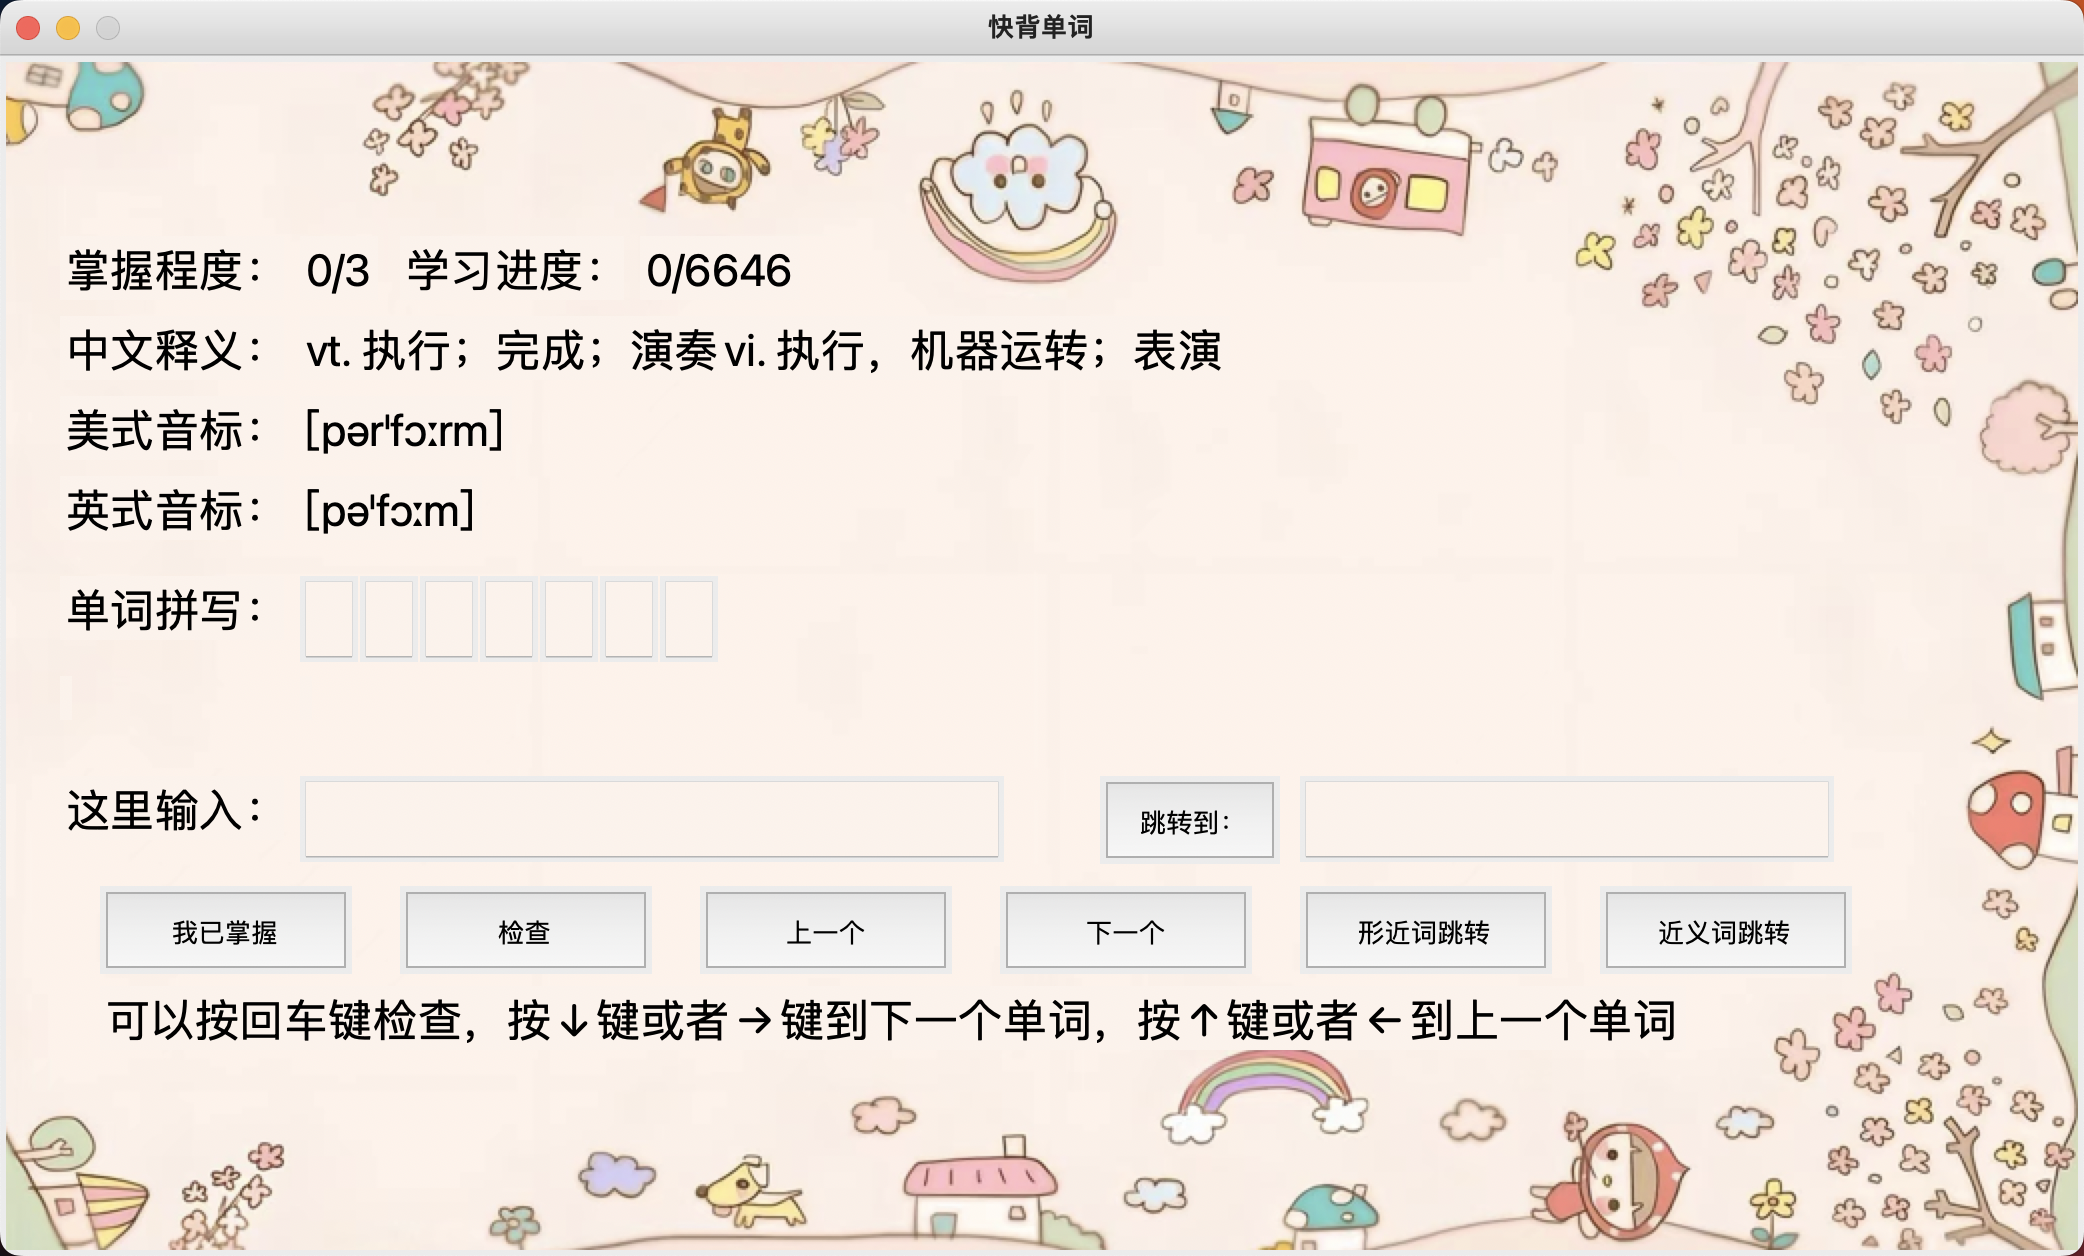 快背单词
掌握程度： 0/3 学习进度： 0/6646
中文释义： vt. 执行；完成；演奏 vi. 执行，机器运转；表演
美式音标： [pər'fɔːrm]
英式音标： [pə'fɔːm]
单词拼写：
这里输入： 跳转到：
我已掌握 检查 上一个 下一个 形近词跳转 近义词跳转
可以按回车键检查，按↓键或者→键到下一个单词，按↑键或者←到上一个单词